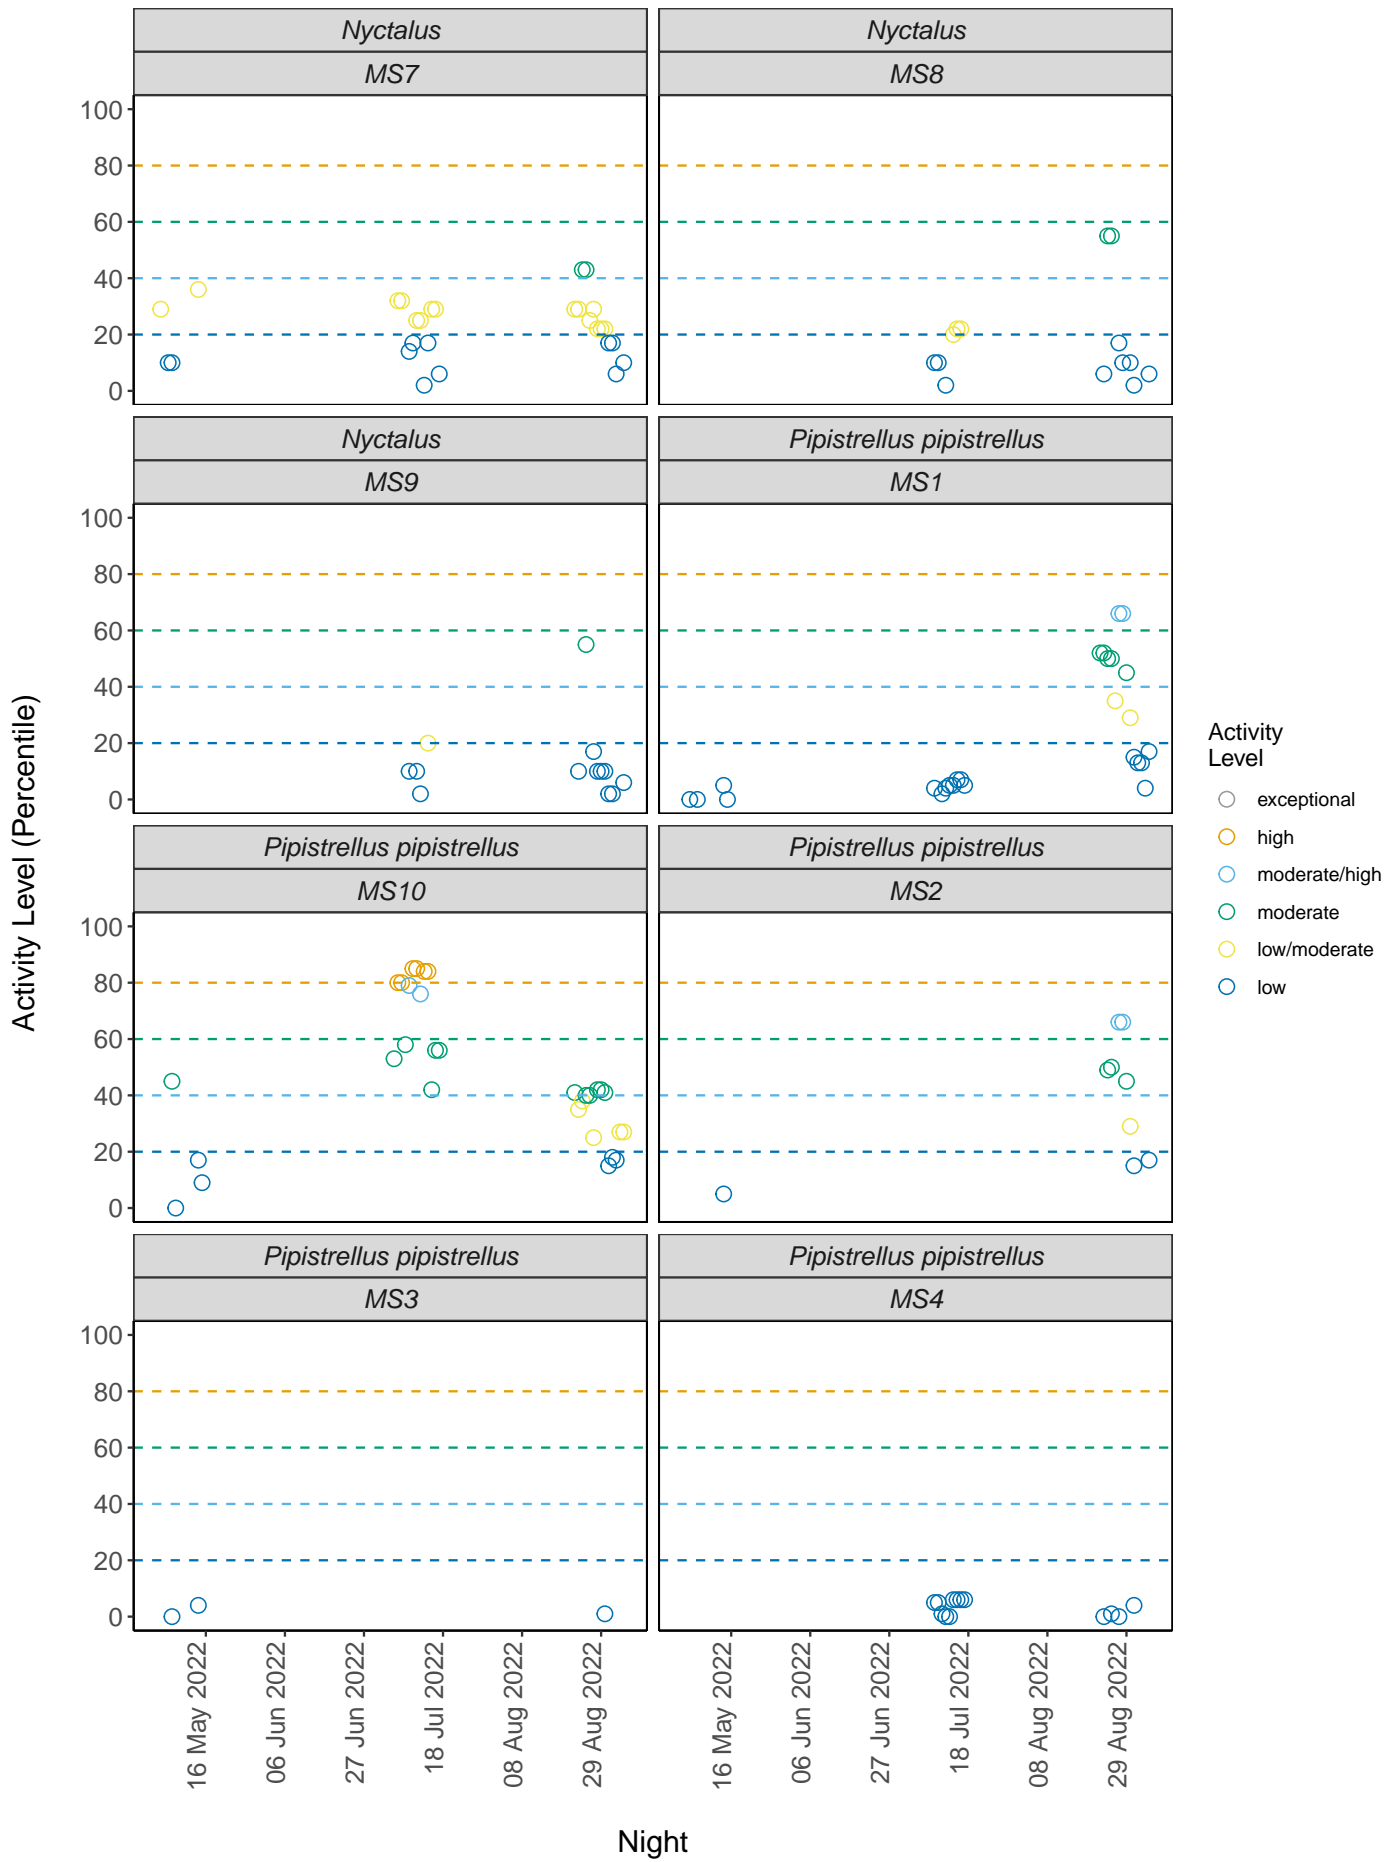 Nyctalus
MS7
Nyctalus
MS8
100
80
60
40
20
0
Nyctalus
MS9
Pipistrellus pipistrellus
MS1
100
80
60
40
20
0
Pipistrellus pipistrellus
MS10
Pipistrellus pipistrellus
MS2
100
80
60
40
20
0
Pipistrellus pipistrellus
MS3
Pipistrellus pipistrellus
MS4
100
80
60
40
20
0
16 May 2022
06 Jun 2022
27 Jun 2022
18 Jul 2022
08 Aug 2022
29 Aug 2022
16 May 2022
06 Jun 2022
27 Jun 2022
18 Jul 2022
08 Aug 2022
29 Aug 2022
Night
Activity Level (Percentile)
Activity
Level
exceptional
high
moderate/high
moderate
low/moderate
low